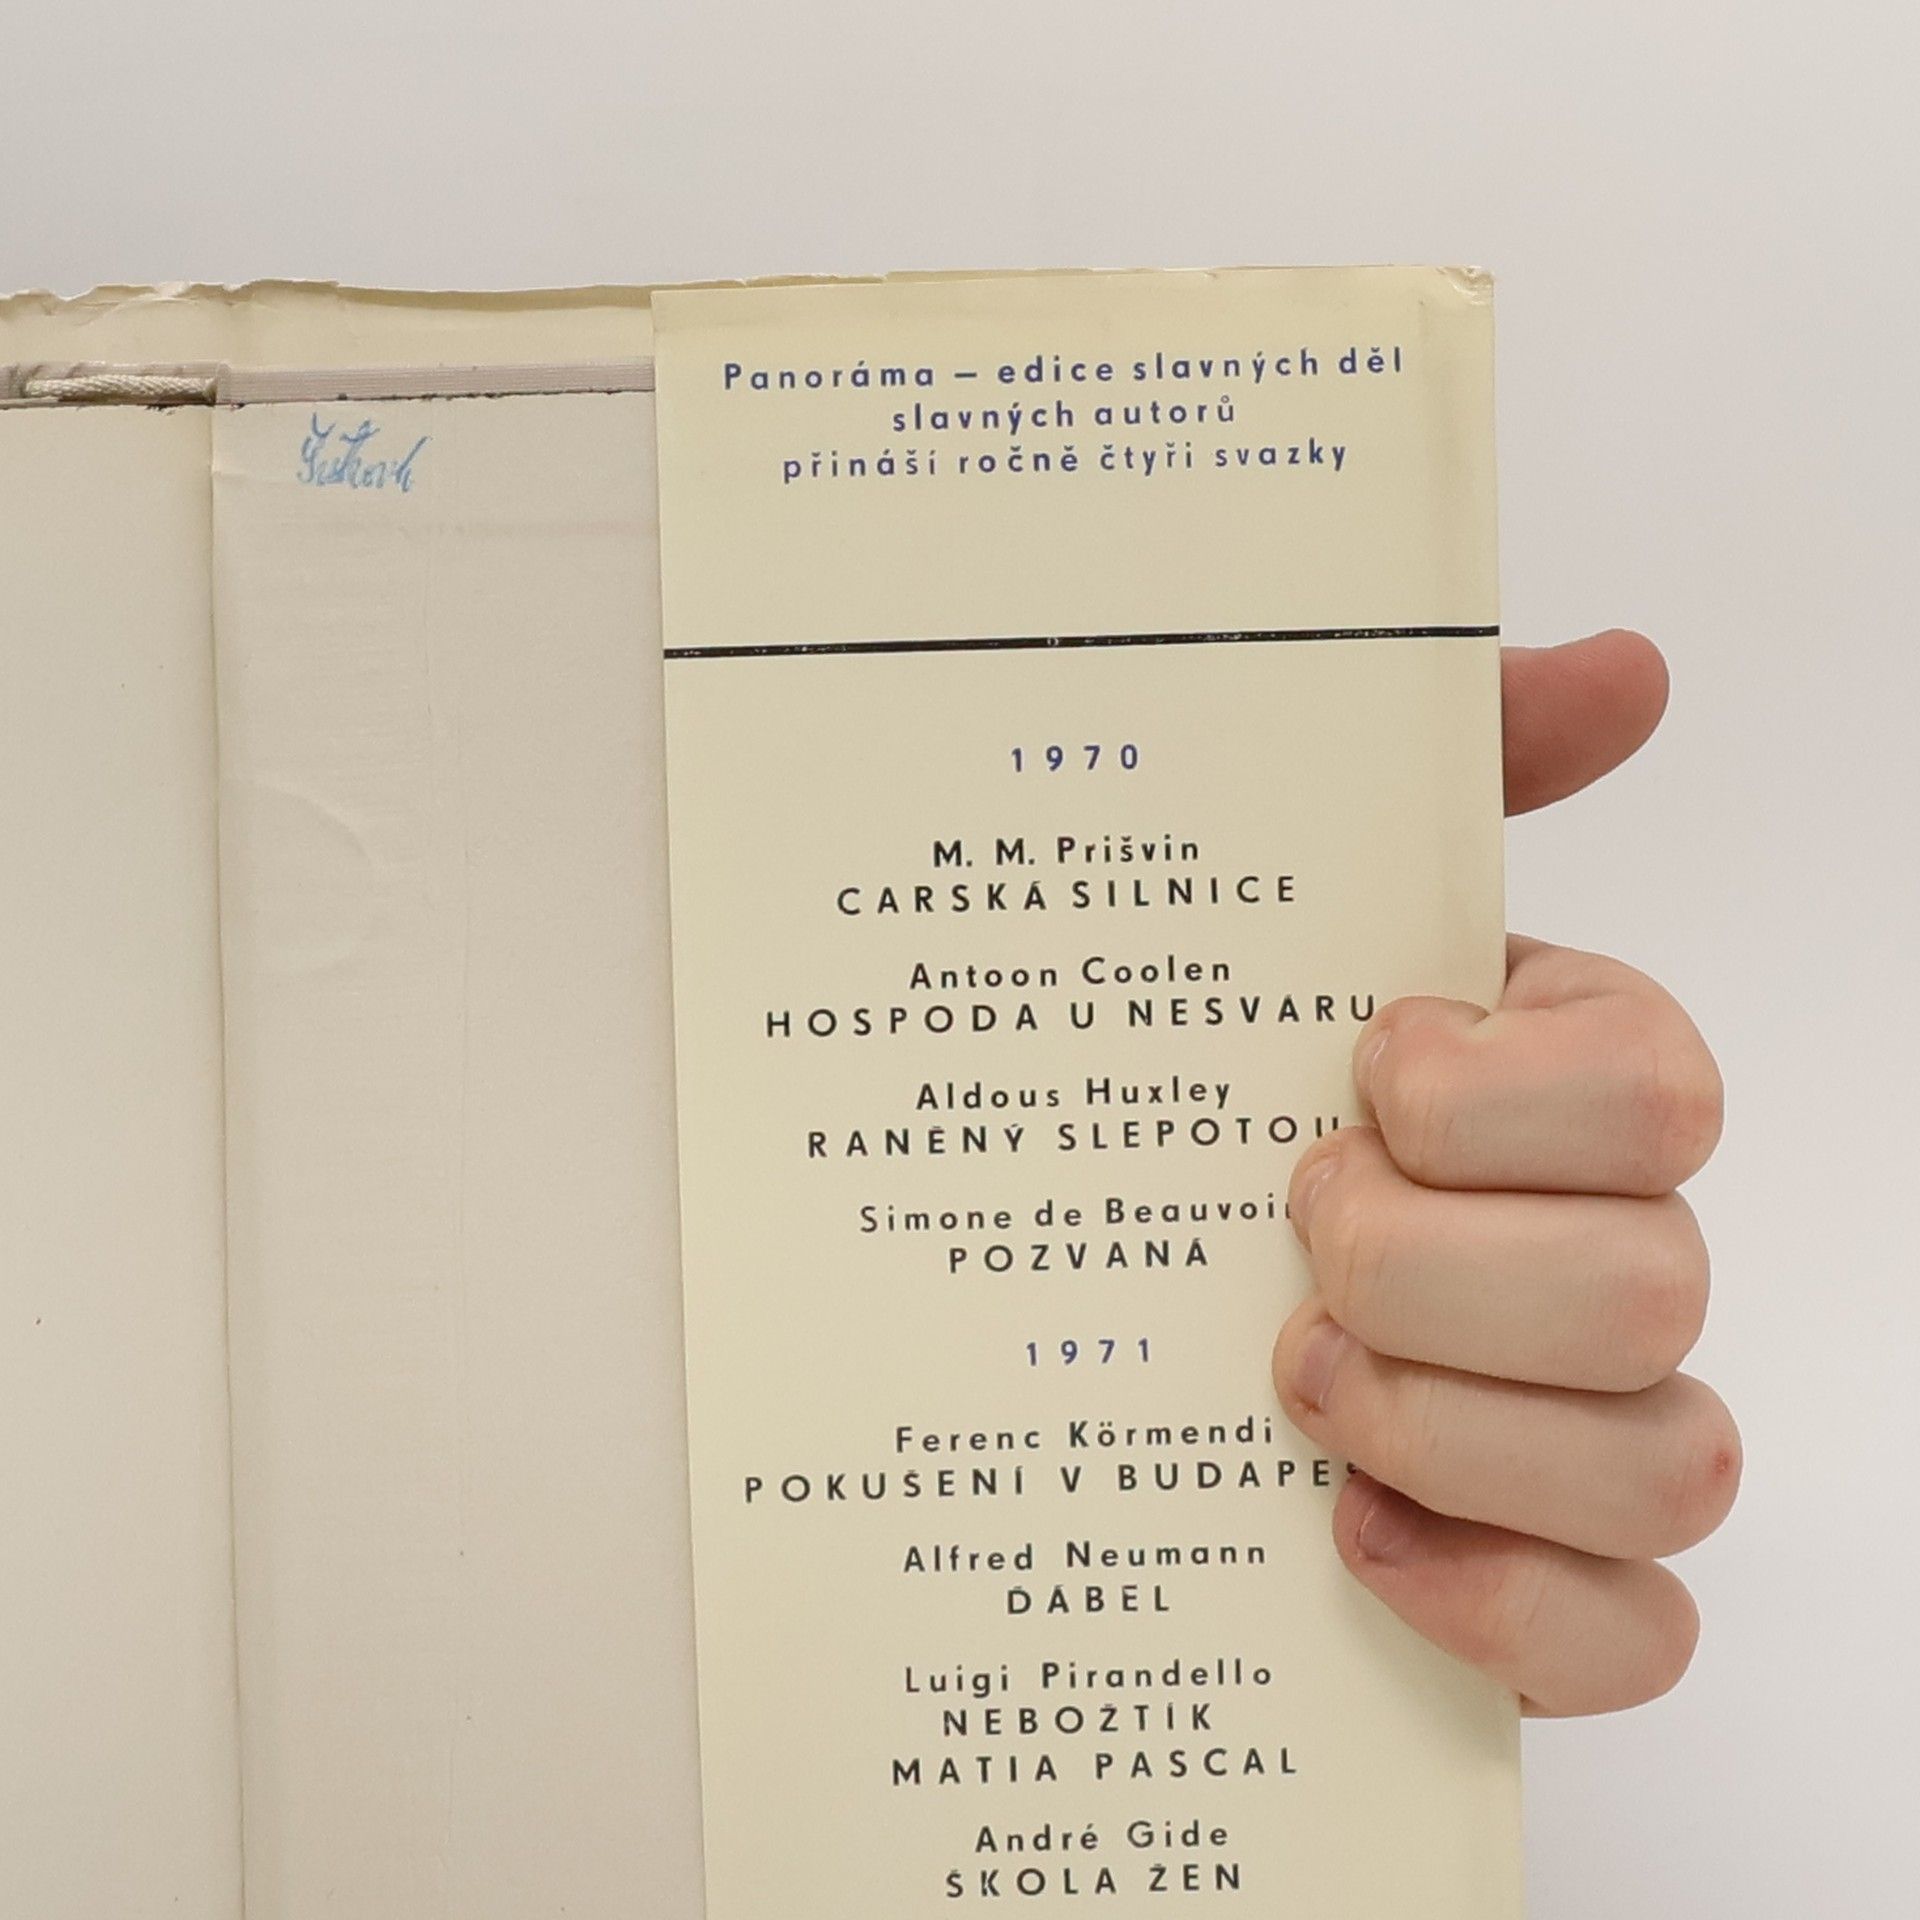 Panoráma – edice slavných děl
slavných autorů
přináší ročně čtyři svazky
1970
M. M. Prišvin
CARSKÁ SILNICE
Antoon Coolen
HOSPODA U NESVÁRU
Aldous Huxley
RANĚNÝ SLEPOTOU
Simone de Beauvoir
POZVANÁ
1971
Ferenc Körmendi
POKUŠENÍ V
Alfred Neumann
ĎÁBEL
Luigi Pirandello
NEBOŽTÍK
MATIA PASCAL
André Gide
ŠKOLA ŽEN